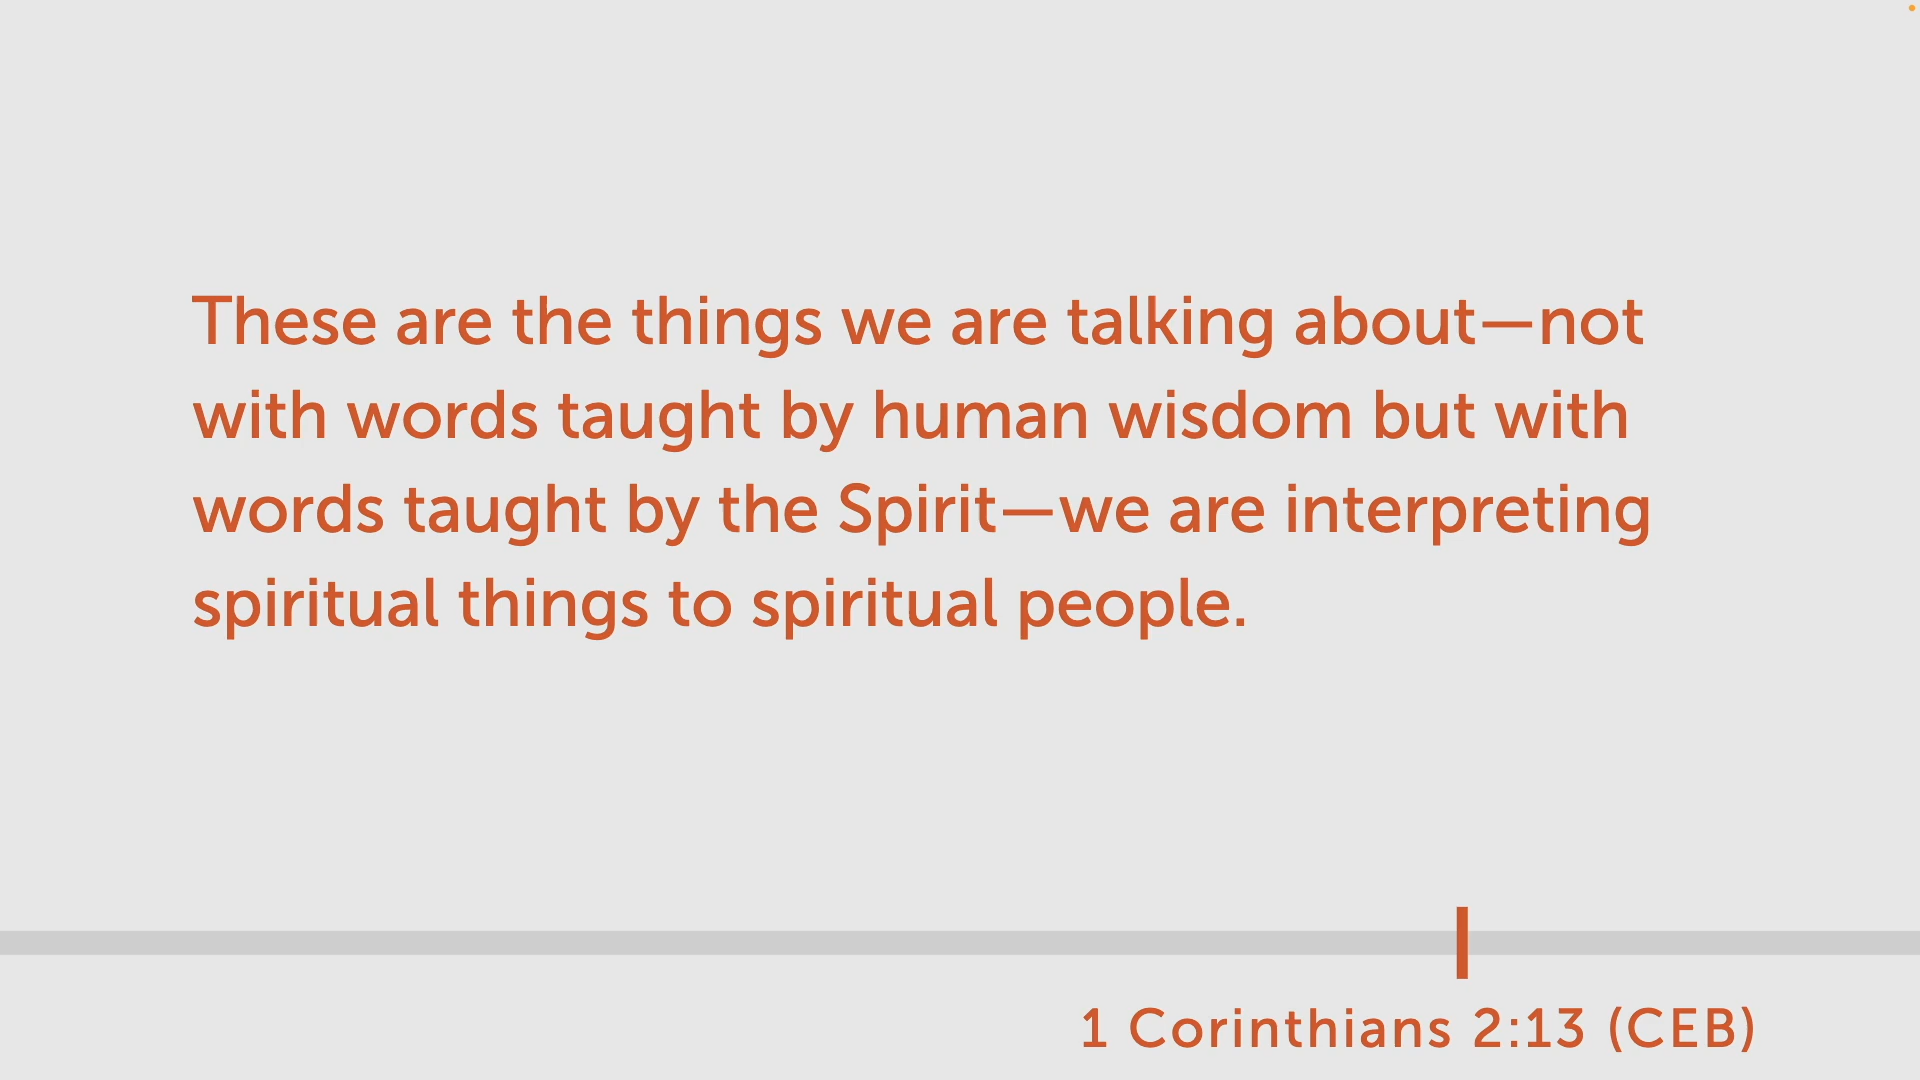 These are the things we are talking about—not
with words taught by human wisdom but with
words taught by the Spirit—we are interpreting
spiritual things to spiritual people.
1 Corinthians 2:13 (CEB)